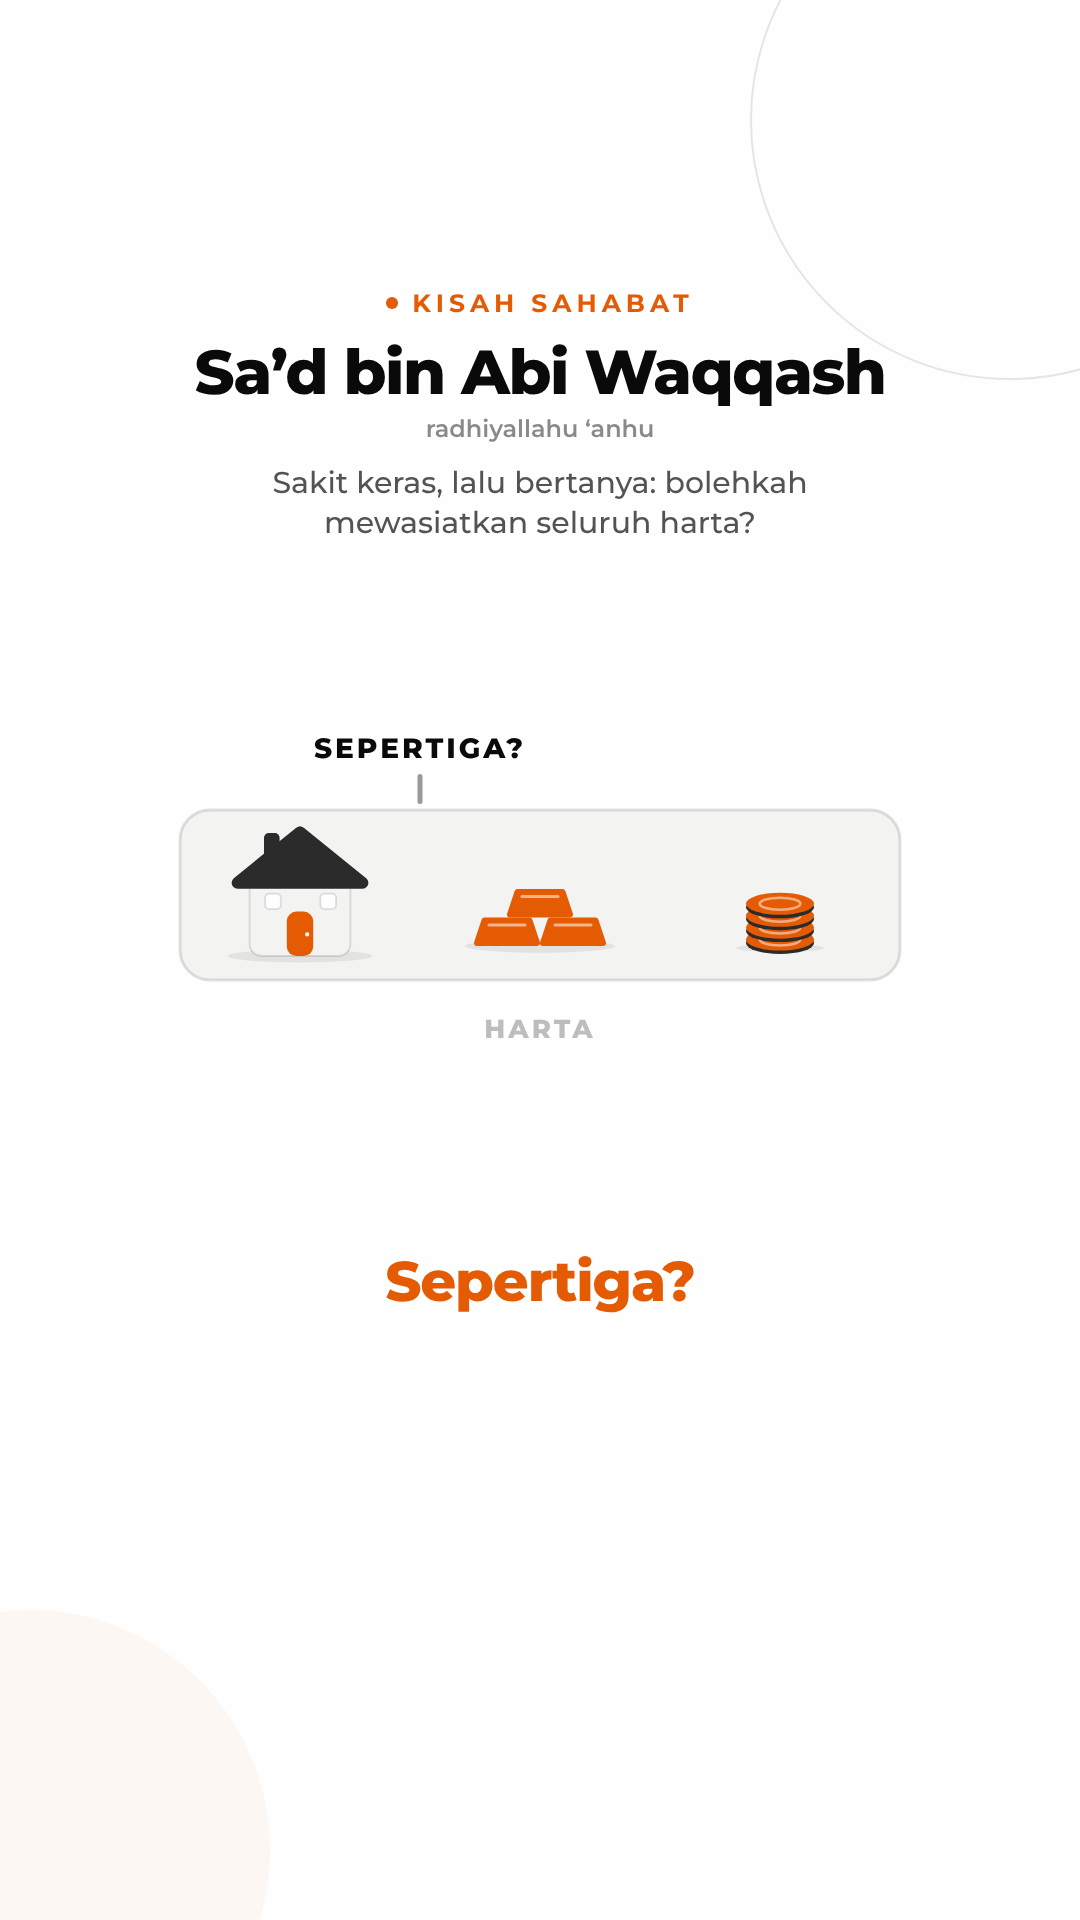 KISAH SAHABAT
Sa’d bin Abi Waqqash
radhiyallahu ‘anhu
Sakit keras, lalu bertanya: bolehkah
mewasiatkan seluruh harta?
SEPERTIGA?
HARTA
Sepertiga?